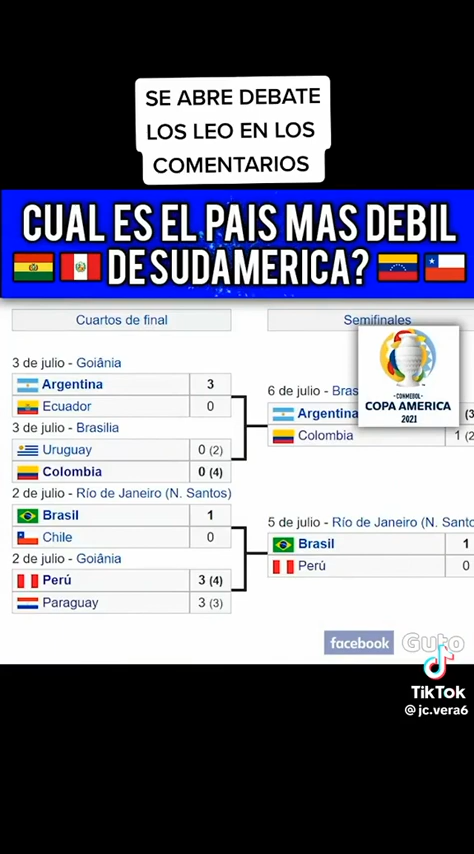 SE ABRE DEBATE
LOS LEO EN LOS
COMENTARIOS
CUAL ES EL PAIS MAS DEBIL
DE SUDAMERICA?
Cuartos de final
3 de julio - Goiânia
Argentina 3
Ecuador 0
3 de julio - Brasilia
Uruguay 0 (2)
Colombia 0 (4)
2 de julio - Río de Janeiro (N. Santos)
Brasil 1
Chile 0
2 de julio - Goiânia
Perú 3 (4)
Paraguay 3 (3)
Semifinales
6 de julio - Bras
Argentina (3
Colombia 1 (2
5 de julio - Río de Janeiro (N. Santo
Brasil 1
Perú 0
CONMEBOL
COPA AMERICA
2021
facebook Guto
TikTok
@jc.vera6